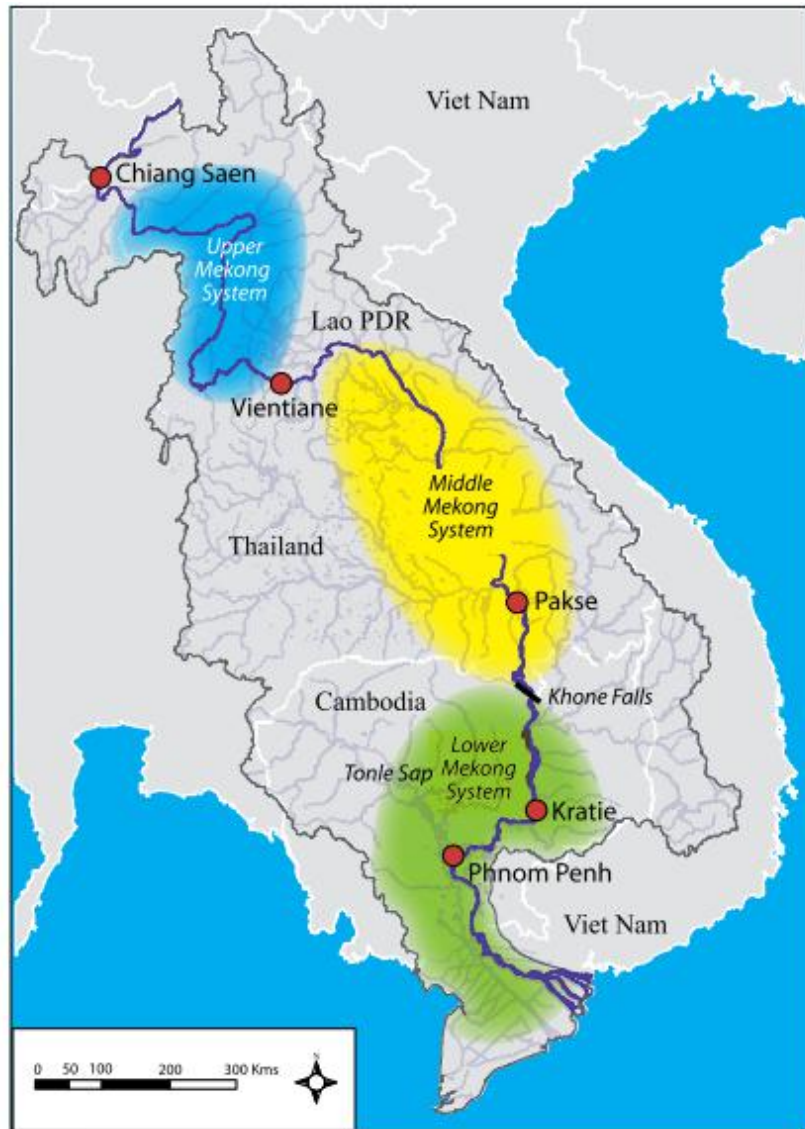 Viet Nam
Chiang Saen
Upper
Mekong
System
Lao PDR
Vientiane
Middle
Mekong
System
Thailand
Pakse
Cambodia
Khone Falls
Lower
Mekong
System
Tonle Sap
Kratie
Phnom Penh
Viet Nam
0 50 100 200 300 Kms
N